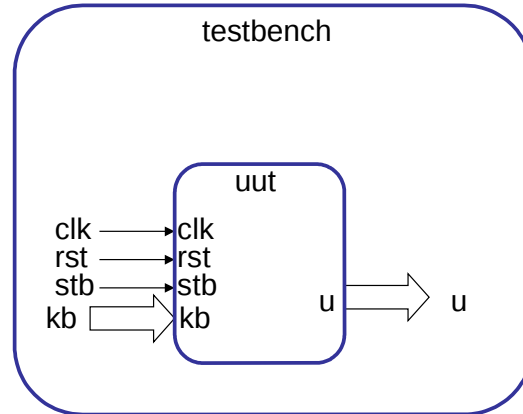 testbench
uut
clk clk
rst rst
stb stb
kb kb u u